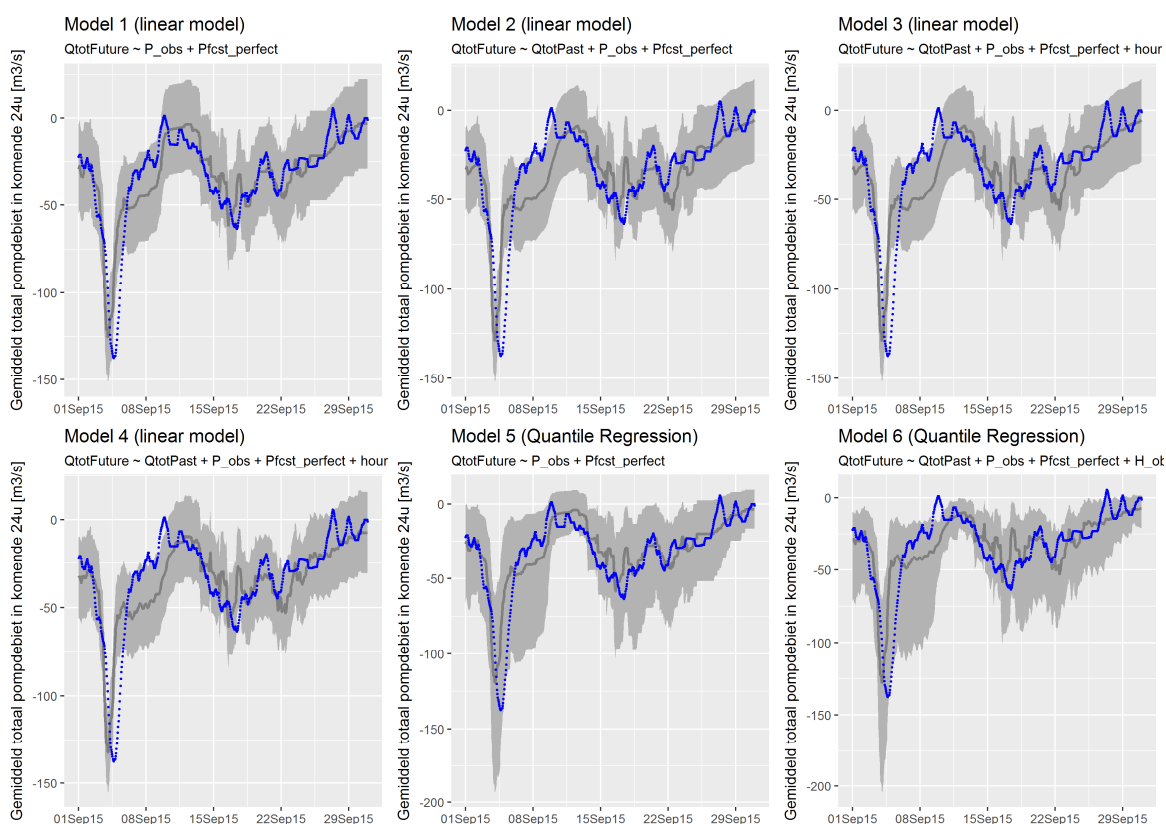 Model 1 (linear model)
QtotFuture ~ P_obs + Pfcst_perfect
Gemiddeld totaal pompdebiet in komende 24u [m3/s]
0
-50
-100
-150
01Sep15 08Sep15 15Sep15 22Sep15 29Sep15
Model 2 (linear model)
QtotFuture ~ QtotPast + P_obs + Pfcst_perfect
Gemiddeld totaal pompdebiet in komende 24u [m3/s]
0
-50
-100
-150
01Sep15 08Sep15 15Sep15 22Sep15 29Sep15
Model 3 (linear model)
QtotFuture ~ QtotPast + P_obs + Pfcst_perfect + hour
Gemiddeld totaal pompdebiet in komende 24u [m3/s]
0
-50
-100
-150
01Sep15 08Sep15 15Sep15 22Sep15 29Sep15
Model 4 (linear model)
QtotFuture ~ QtotPast + P_obs + Pfcst_perfect + hour
Gemiddeld totaal pompdebiet in komende 24u [m3/s]
0
-50
-100
-150
01Sep15 08Sep15 15Sep15 22Sep15 29Sep15
Model 5 (Quantile Regression)
QtotFuture ~ P_obs + Pfcst_perfect
Gemiddeld totaal pompdebiet in komende 24u [m3/s]
0
-50
-100
-150
-200
01Sep15 08Sep15 15Sep15 22Sep15 29Sep15
Model 6 (Quantile Regression)
QtotFuture ~ QtotPast + P_obs + Pfcst_perfect + H_ob
Gemiddeld totaal pompdebiet in komende 24u [m3/s]
0
-50
-100
-150
-200
01Sep15 08Sep15 15Sep15 22Sep15 29Sep15